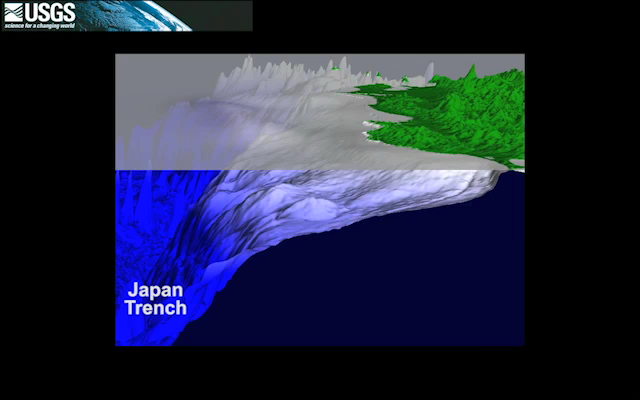 USGS
science for a changing world
Japan
Trench